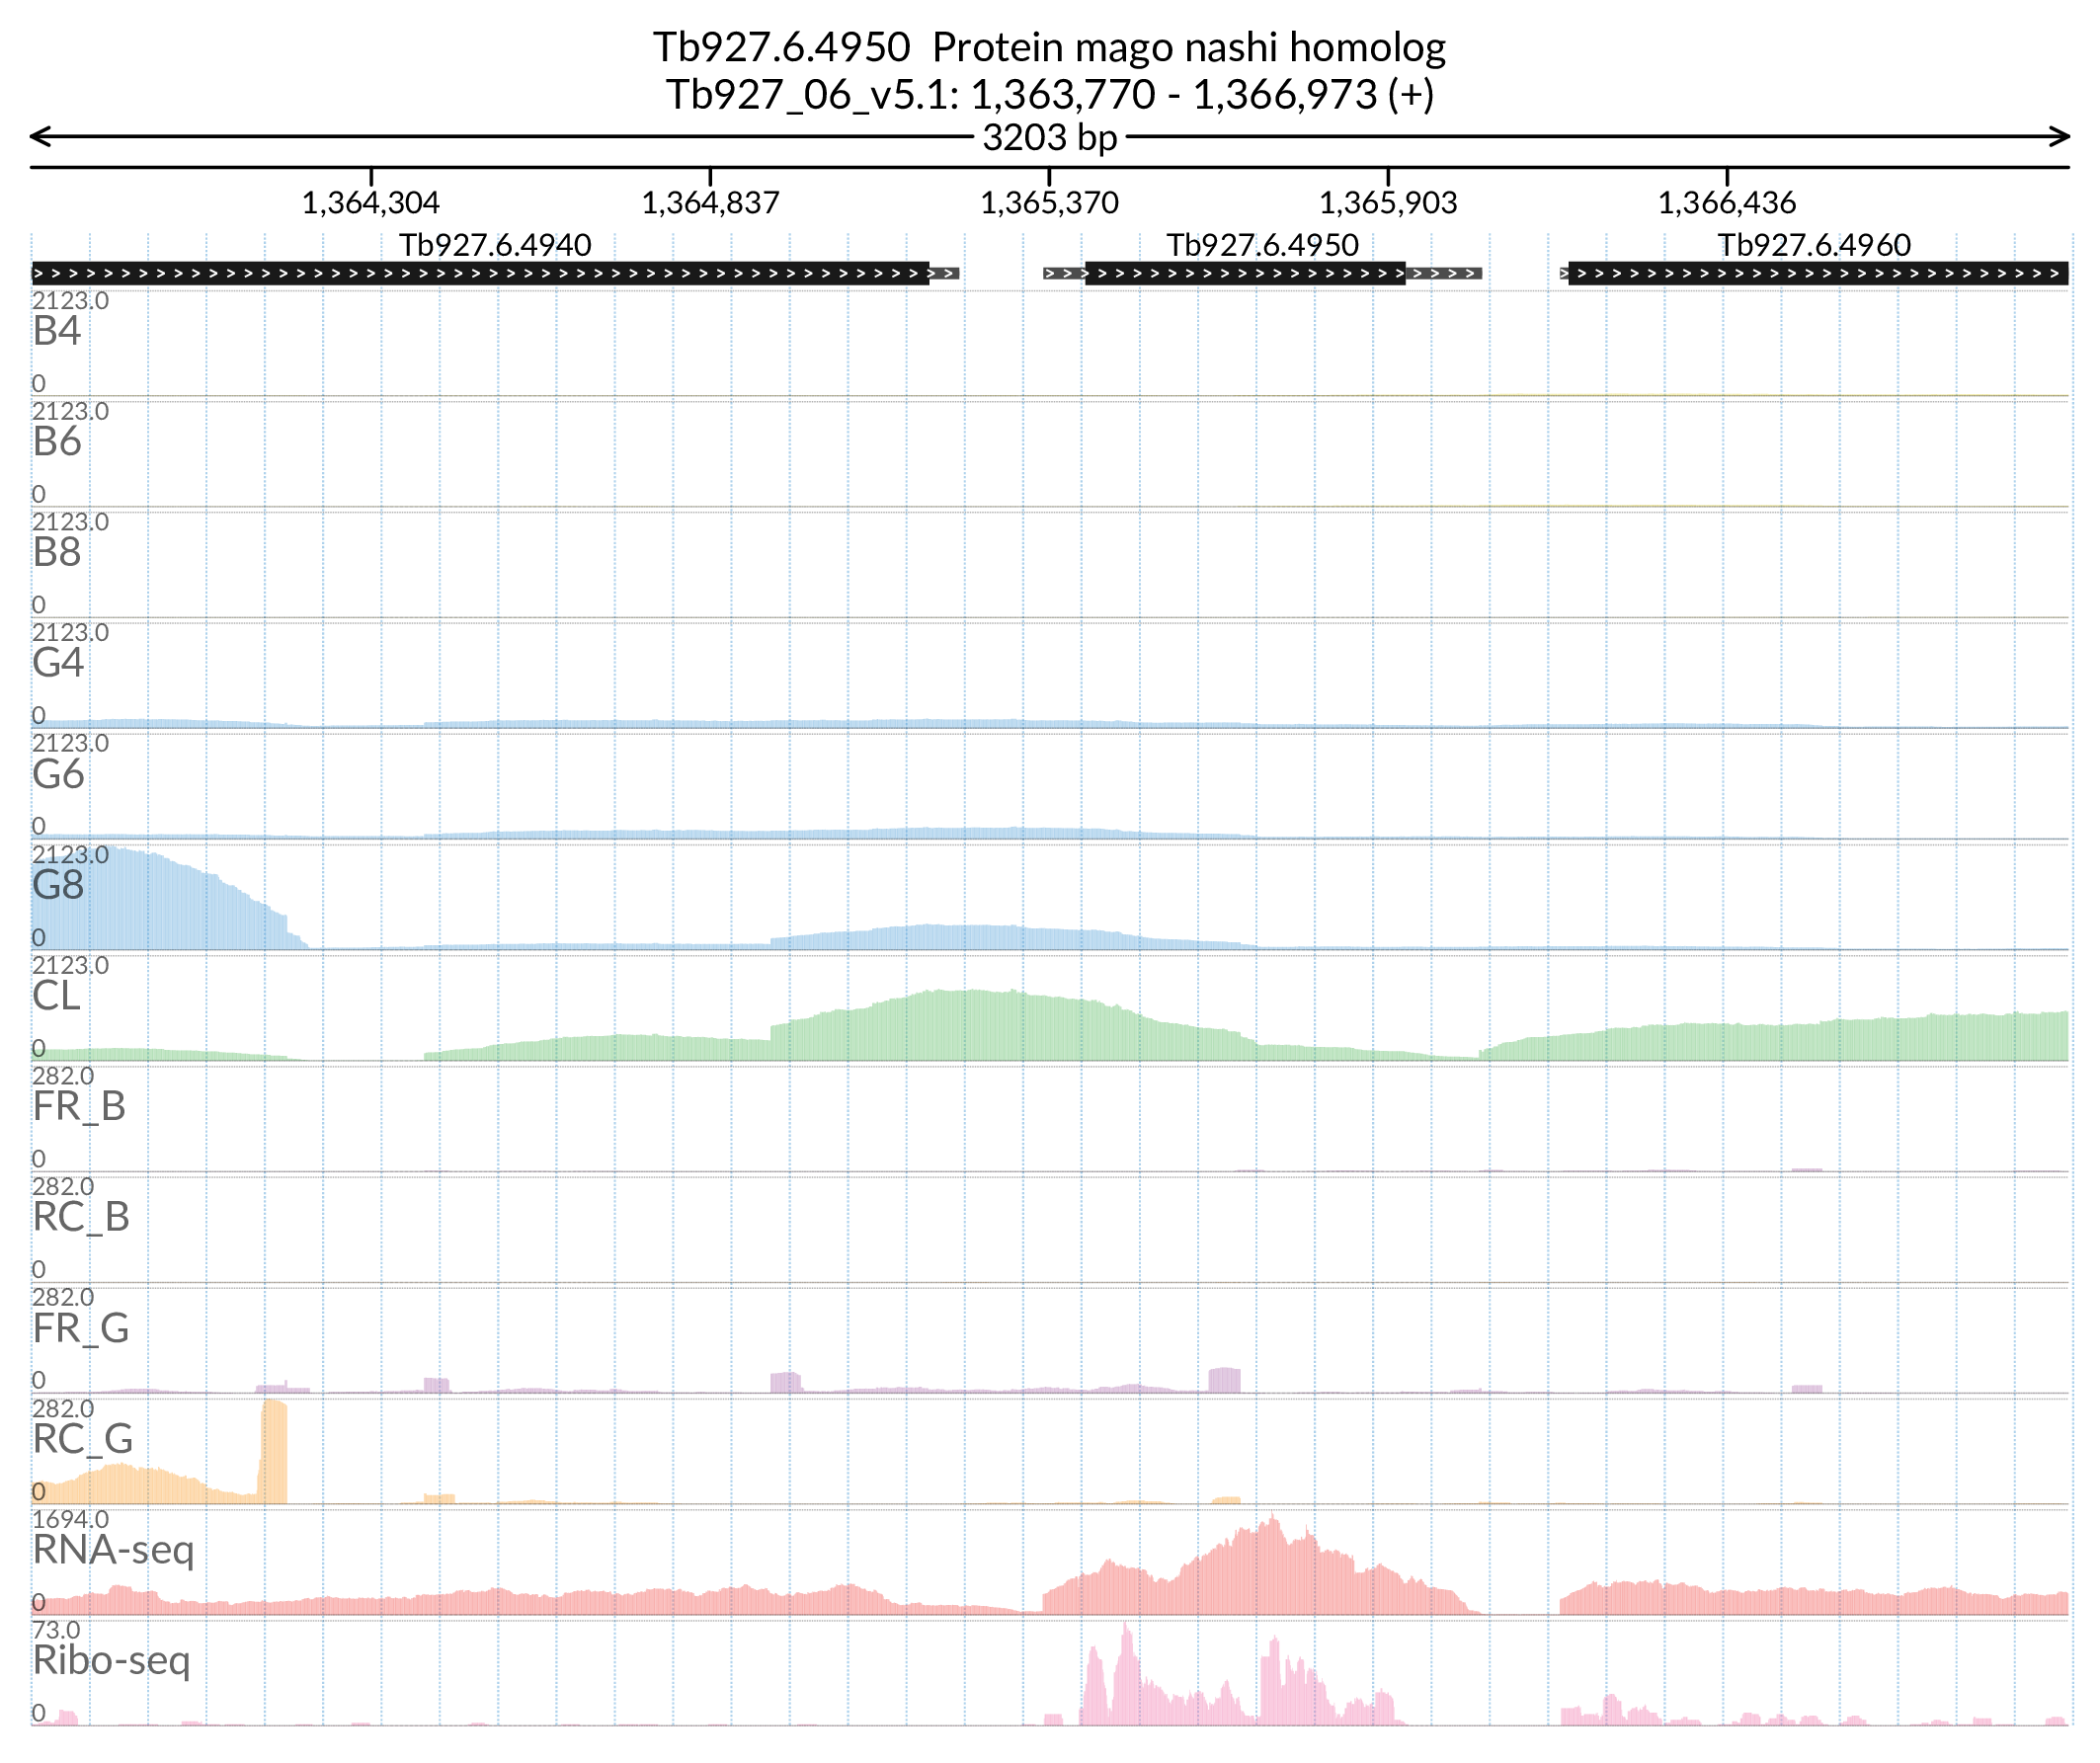 Tb927.6.4950  Protein mago nashi homolog
Tb927_06_v5.1: 1,363,770 - 1,366,973 (+)
3203 bp
1,364,304 1,364,837 1,365,370 1,365,903 1,366,436
Tb927.6.4940 Tb927.6.4950 Tb927.6.4960
2123.0
B4
0
2123.0
B6
0
2123.0
B8
0
2123.0
G4
0
2123.0
G6
0
2123.0
G8
0
2123.0
CL
0
282.0
FR_B
0
282.0
RC_B
0
282.0
FR_G
0
282.0
RC_G
0
1694.0
RNA-seq
0
73.0
Ribo-seq
0